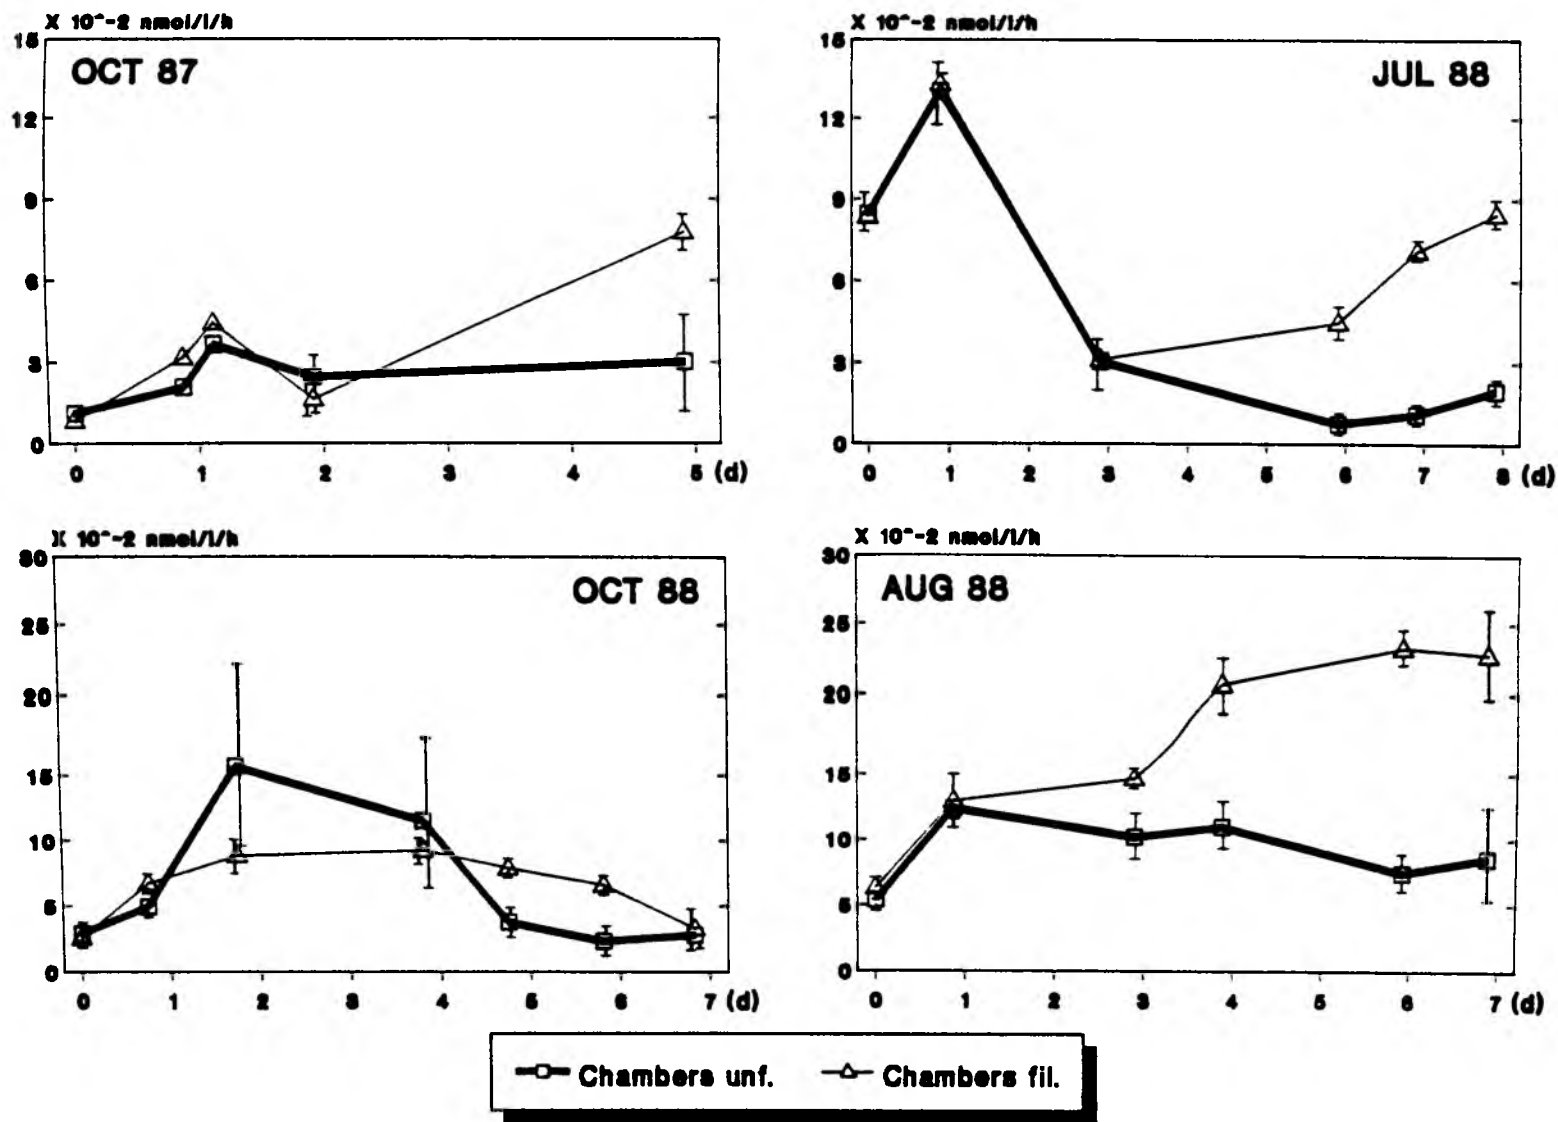 X 10^-2 nmol/l/h
15
OCT 87
12
9
6
3
0
0 1 2 3 4 5 (d)
X 10^-2 nmol/l/h
15
JUL 88
12
9
6
3
0
0 1 2 3 4 5 6 7 8 (d)
X 10^-2 nmol/l/h
30
OCT 88
25
20
15
10
5
0
0 1 2 3 4 5 6 7 (d)
X 10^-2 nmol/l/h
30
AUG 88
25
20
15
10
5
0
0 1 2 3 4 5 6 7 (d)
Chambers unf. Chambers fil.